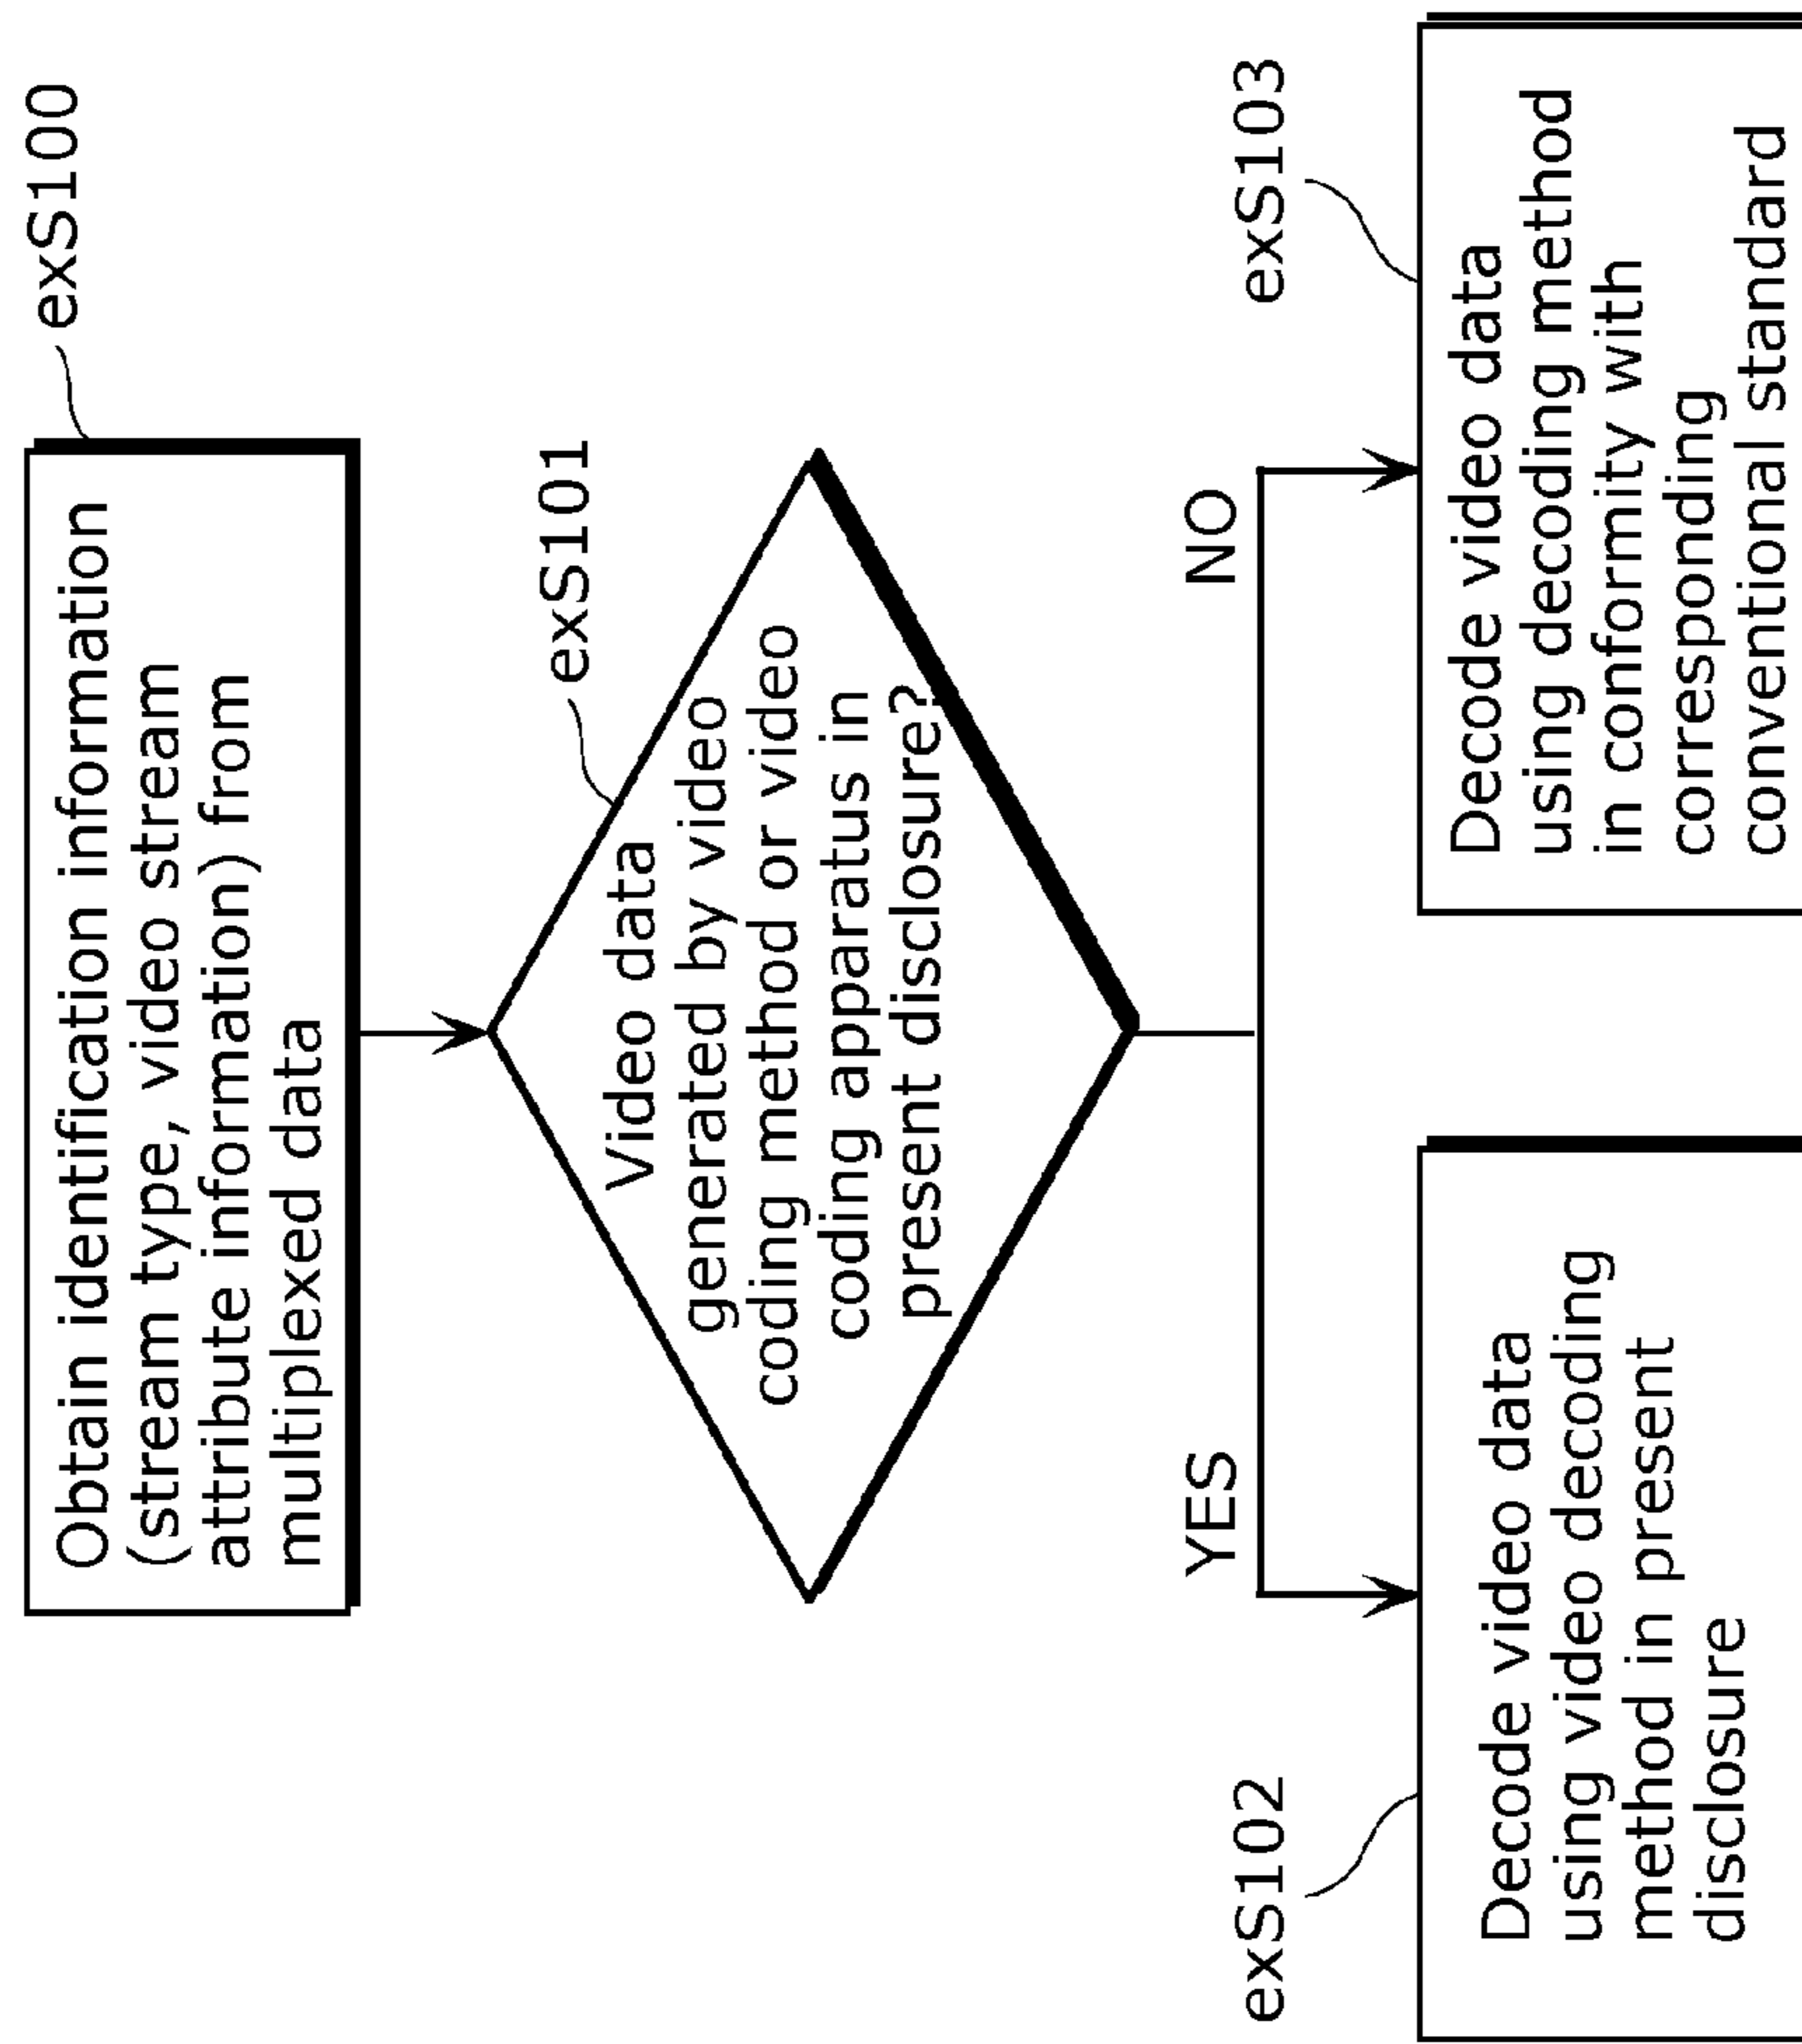 exS100
Obtain identification information
(stream type, video stream
attribute information) from
multiplexed data
exS101
Video data
generated by video
coding method or video
coding apparatus in
present disclosure?
YES
NO
exS102
Decode video data
using video decoding
method in present
disclosure
exS103
Decode video data
using decoding method
in conformity with
corresponding
conventional standard